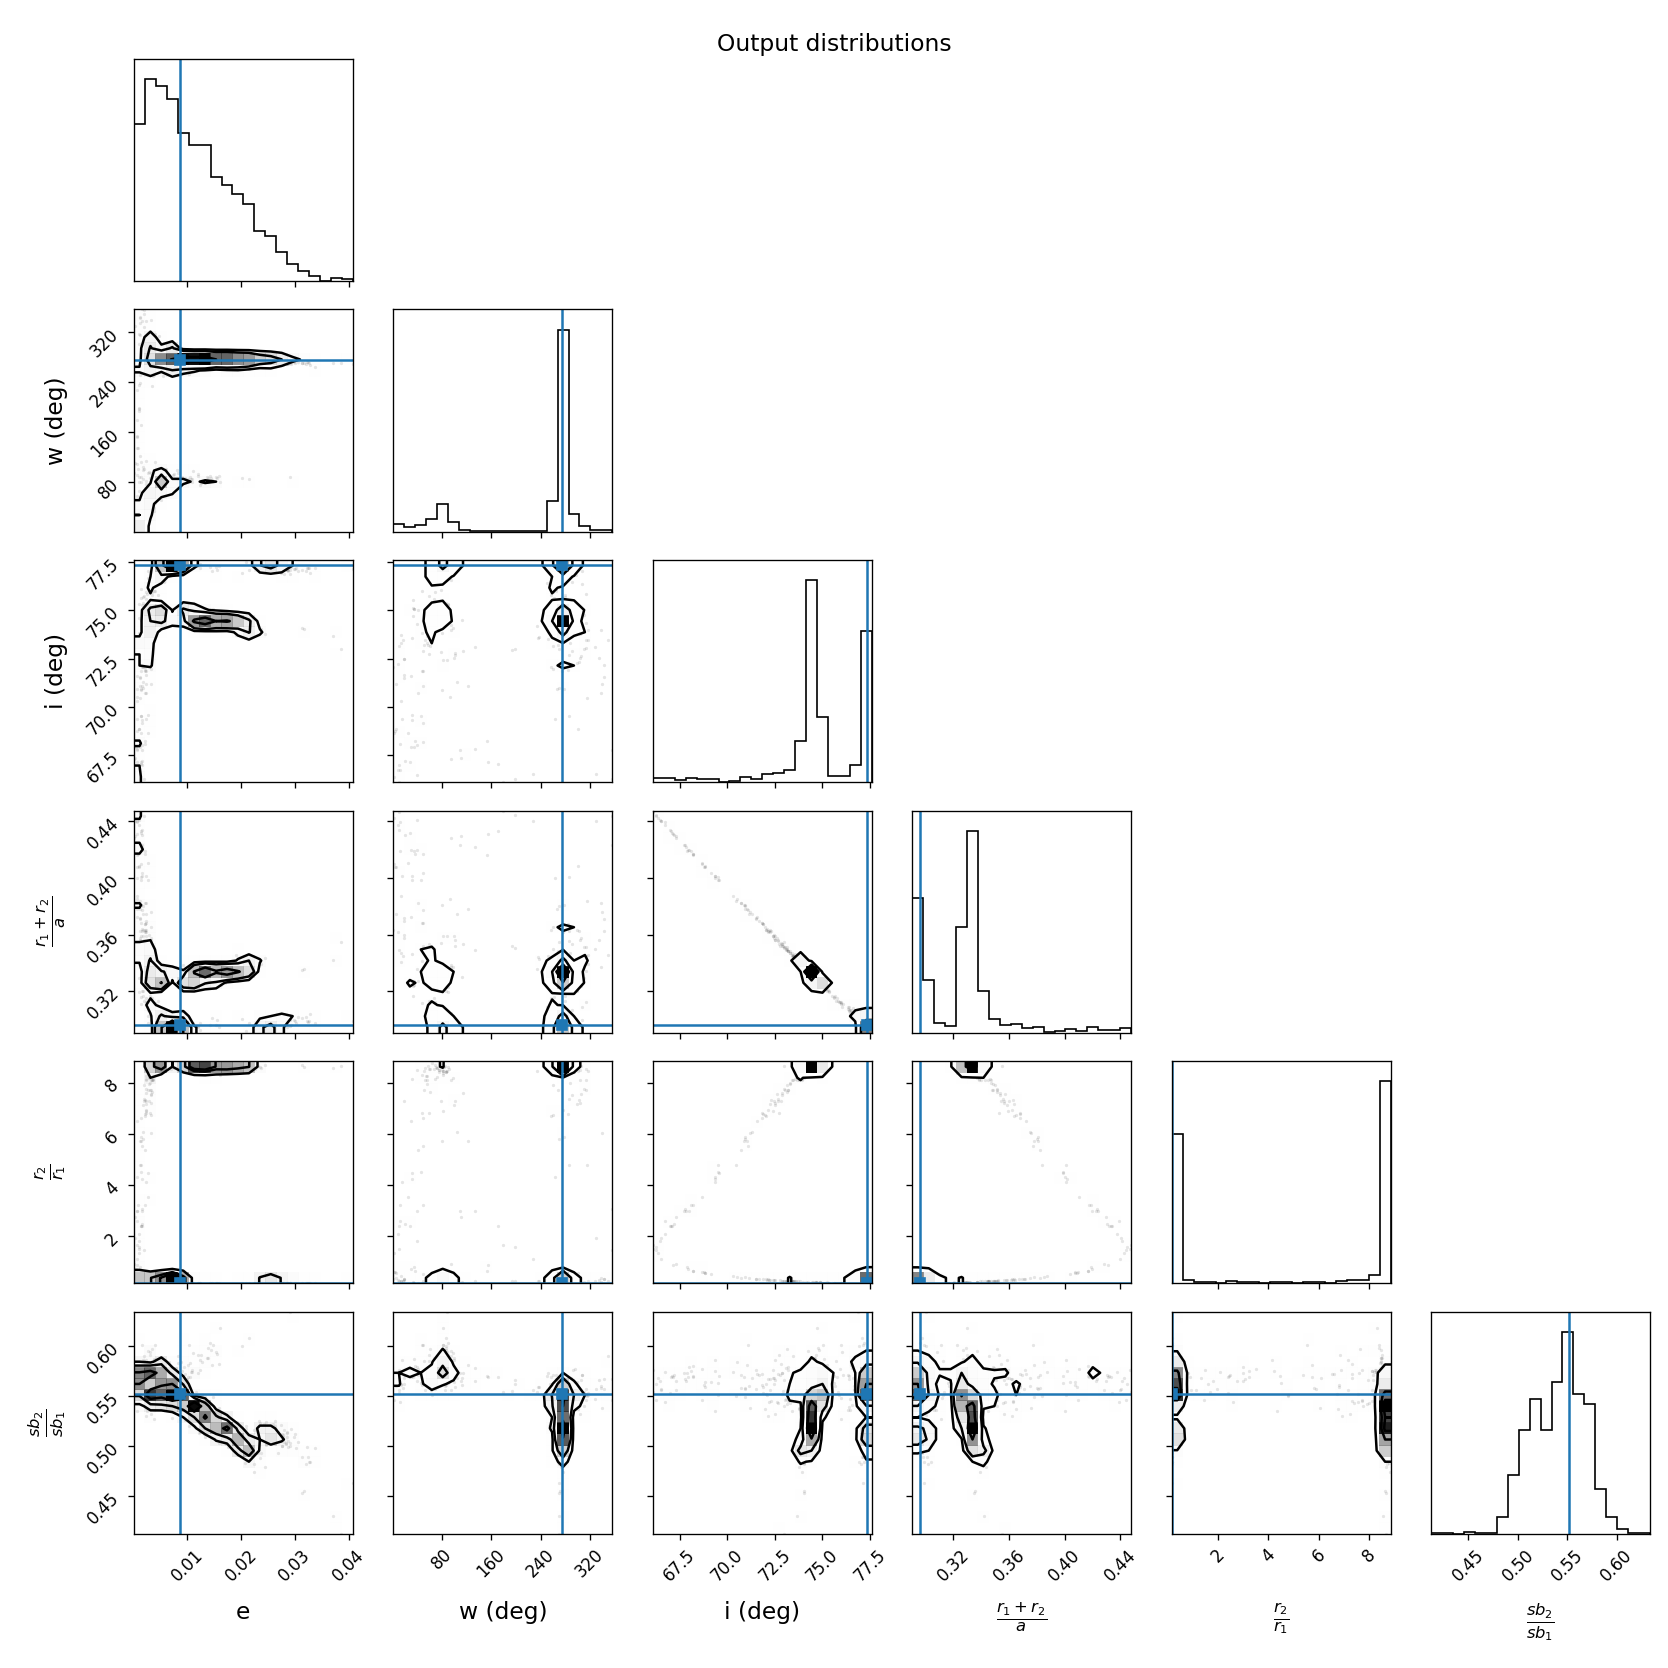 Output distributions
w (deg)
320
240
160
80
i (deg)
77.5
75.0
72.5
70.0
67.5
r₁ + r₂
a
0.44
0.40
0.36
0.32
r₂
r₁
8
6
4
2
sb₂
sb₁
0.60
0.55
0.50
0.45
0.01 0.02 0.03 0.04
80 160 240 320
67.5 70.0 72.5 75.0 77.5
0.32 0.36 0.40 0.44
2 4 6 8
0.45 0.50 0.55 0.60
e
w (deg)
i (deg)
r₁ + r₂
a
r₂
r₁
sb₂
sb₁